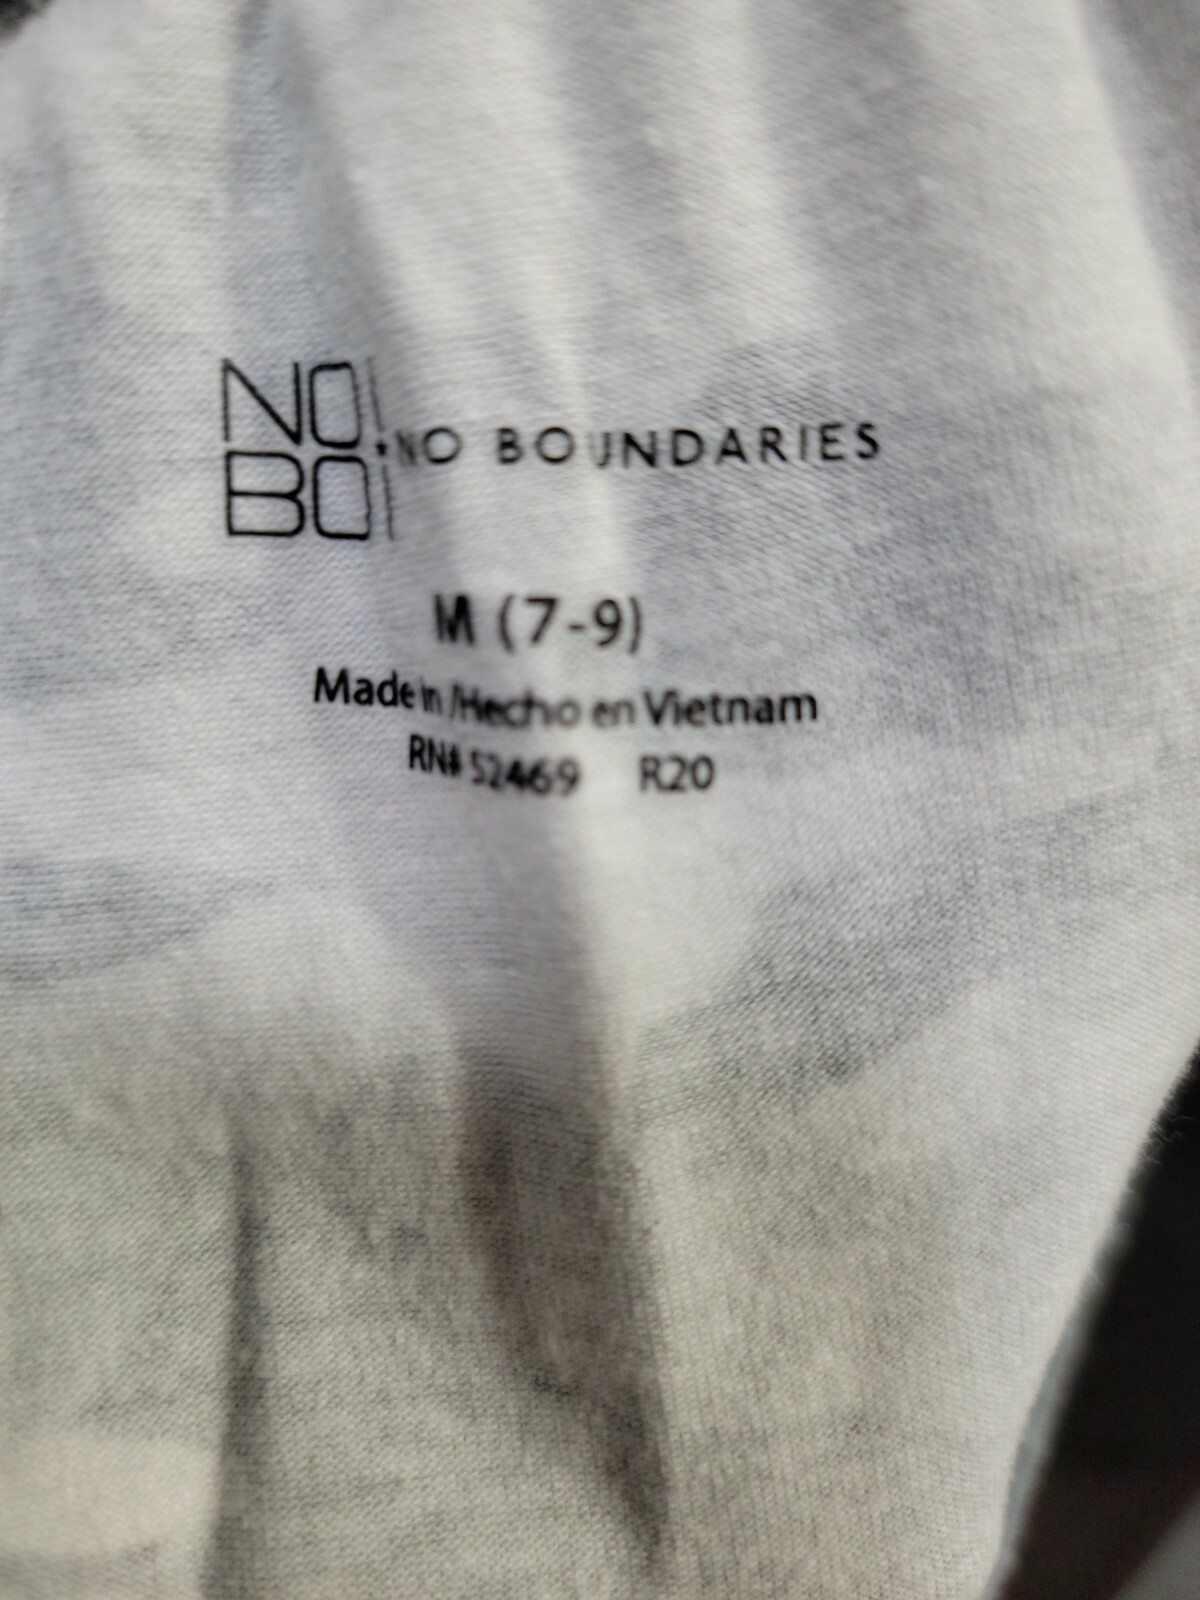 NO!
BO!
NO BOUNDARIES
M (7-9)
Made in /Hecho en Vietnam
RN# 52469 R20